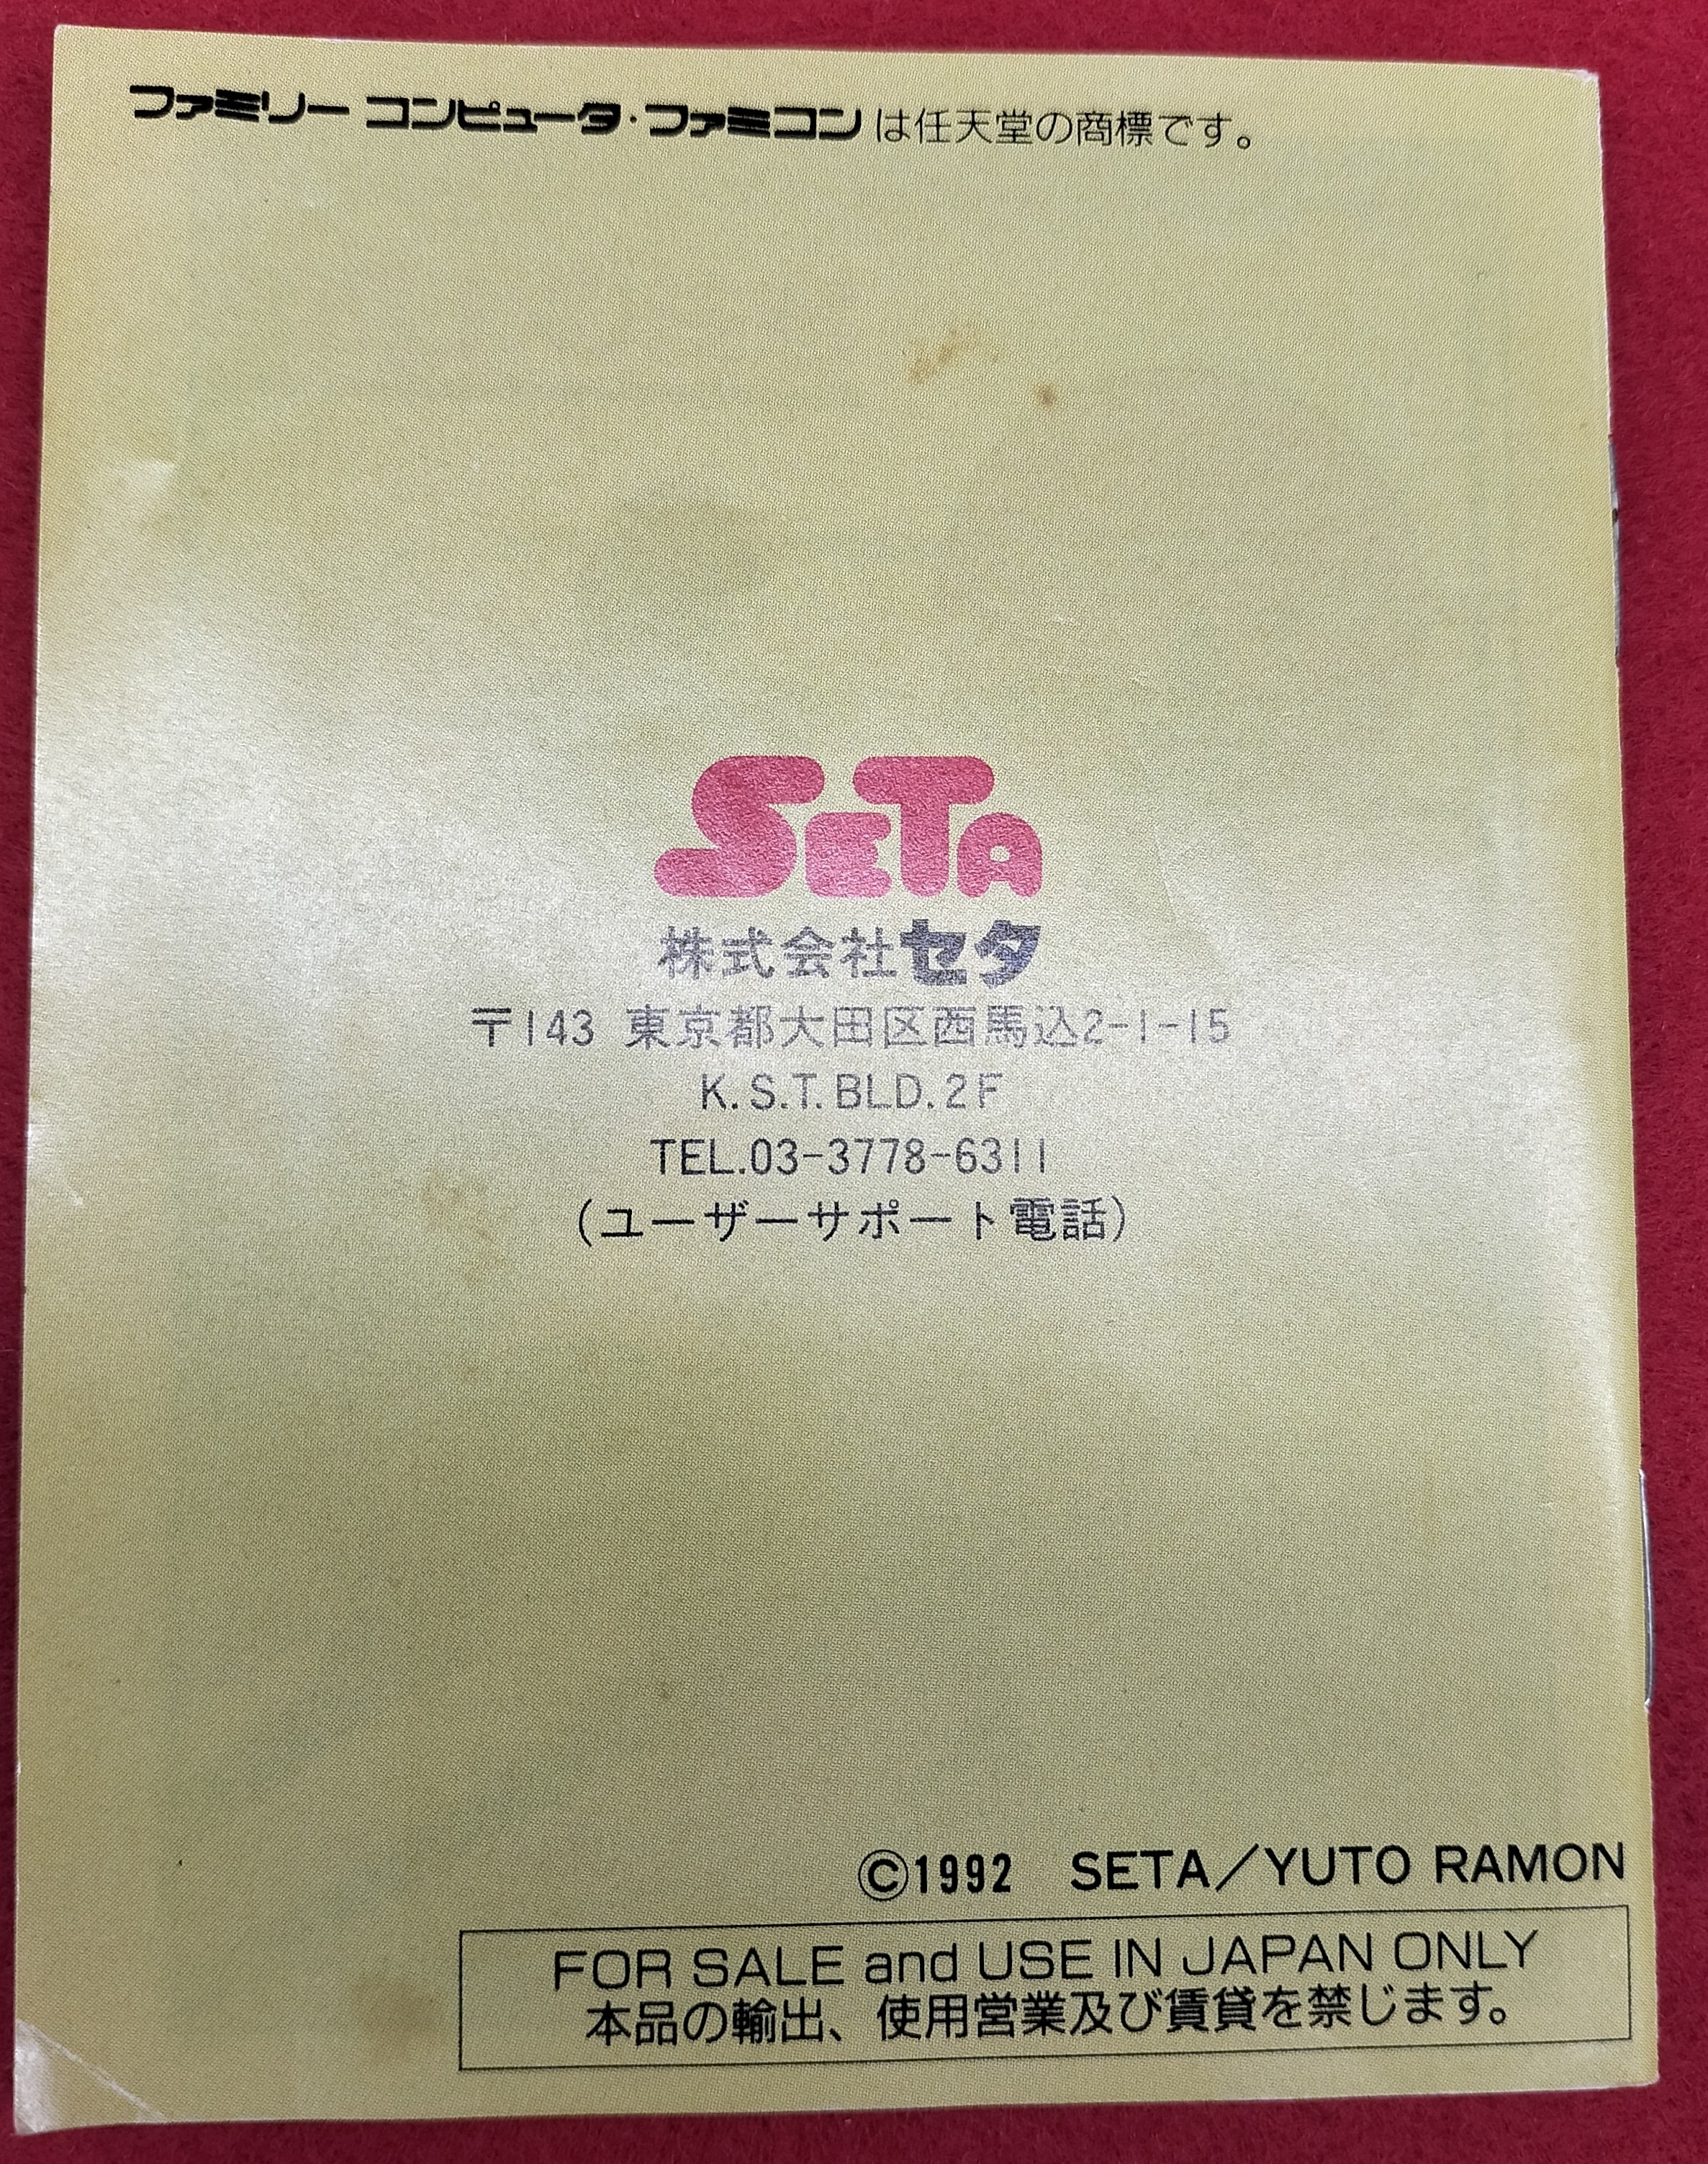 ファミリー コンピュータ・ファミコンは任天堂の商標です。
SETA
株式会社セタ
〒143 東京都大田区西馬込2-1-15
K.S.T.BLD.2F
TEL.03-3778-6311
(ユーザーサポート電話)
©1992 SETA/YUTO RAMON
FOR SALE and USE IN JAPAN ONLY
本品の輸出、使用営業及び賃貸を禁じます。